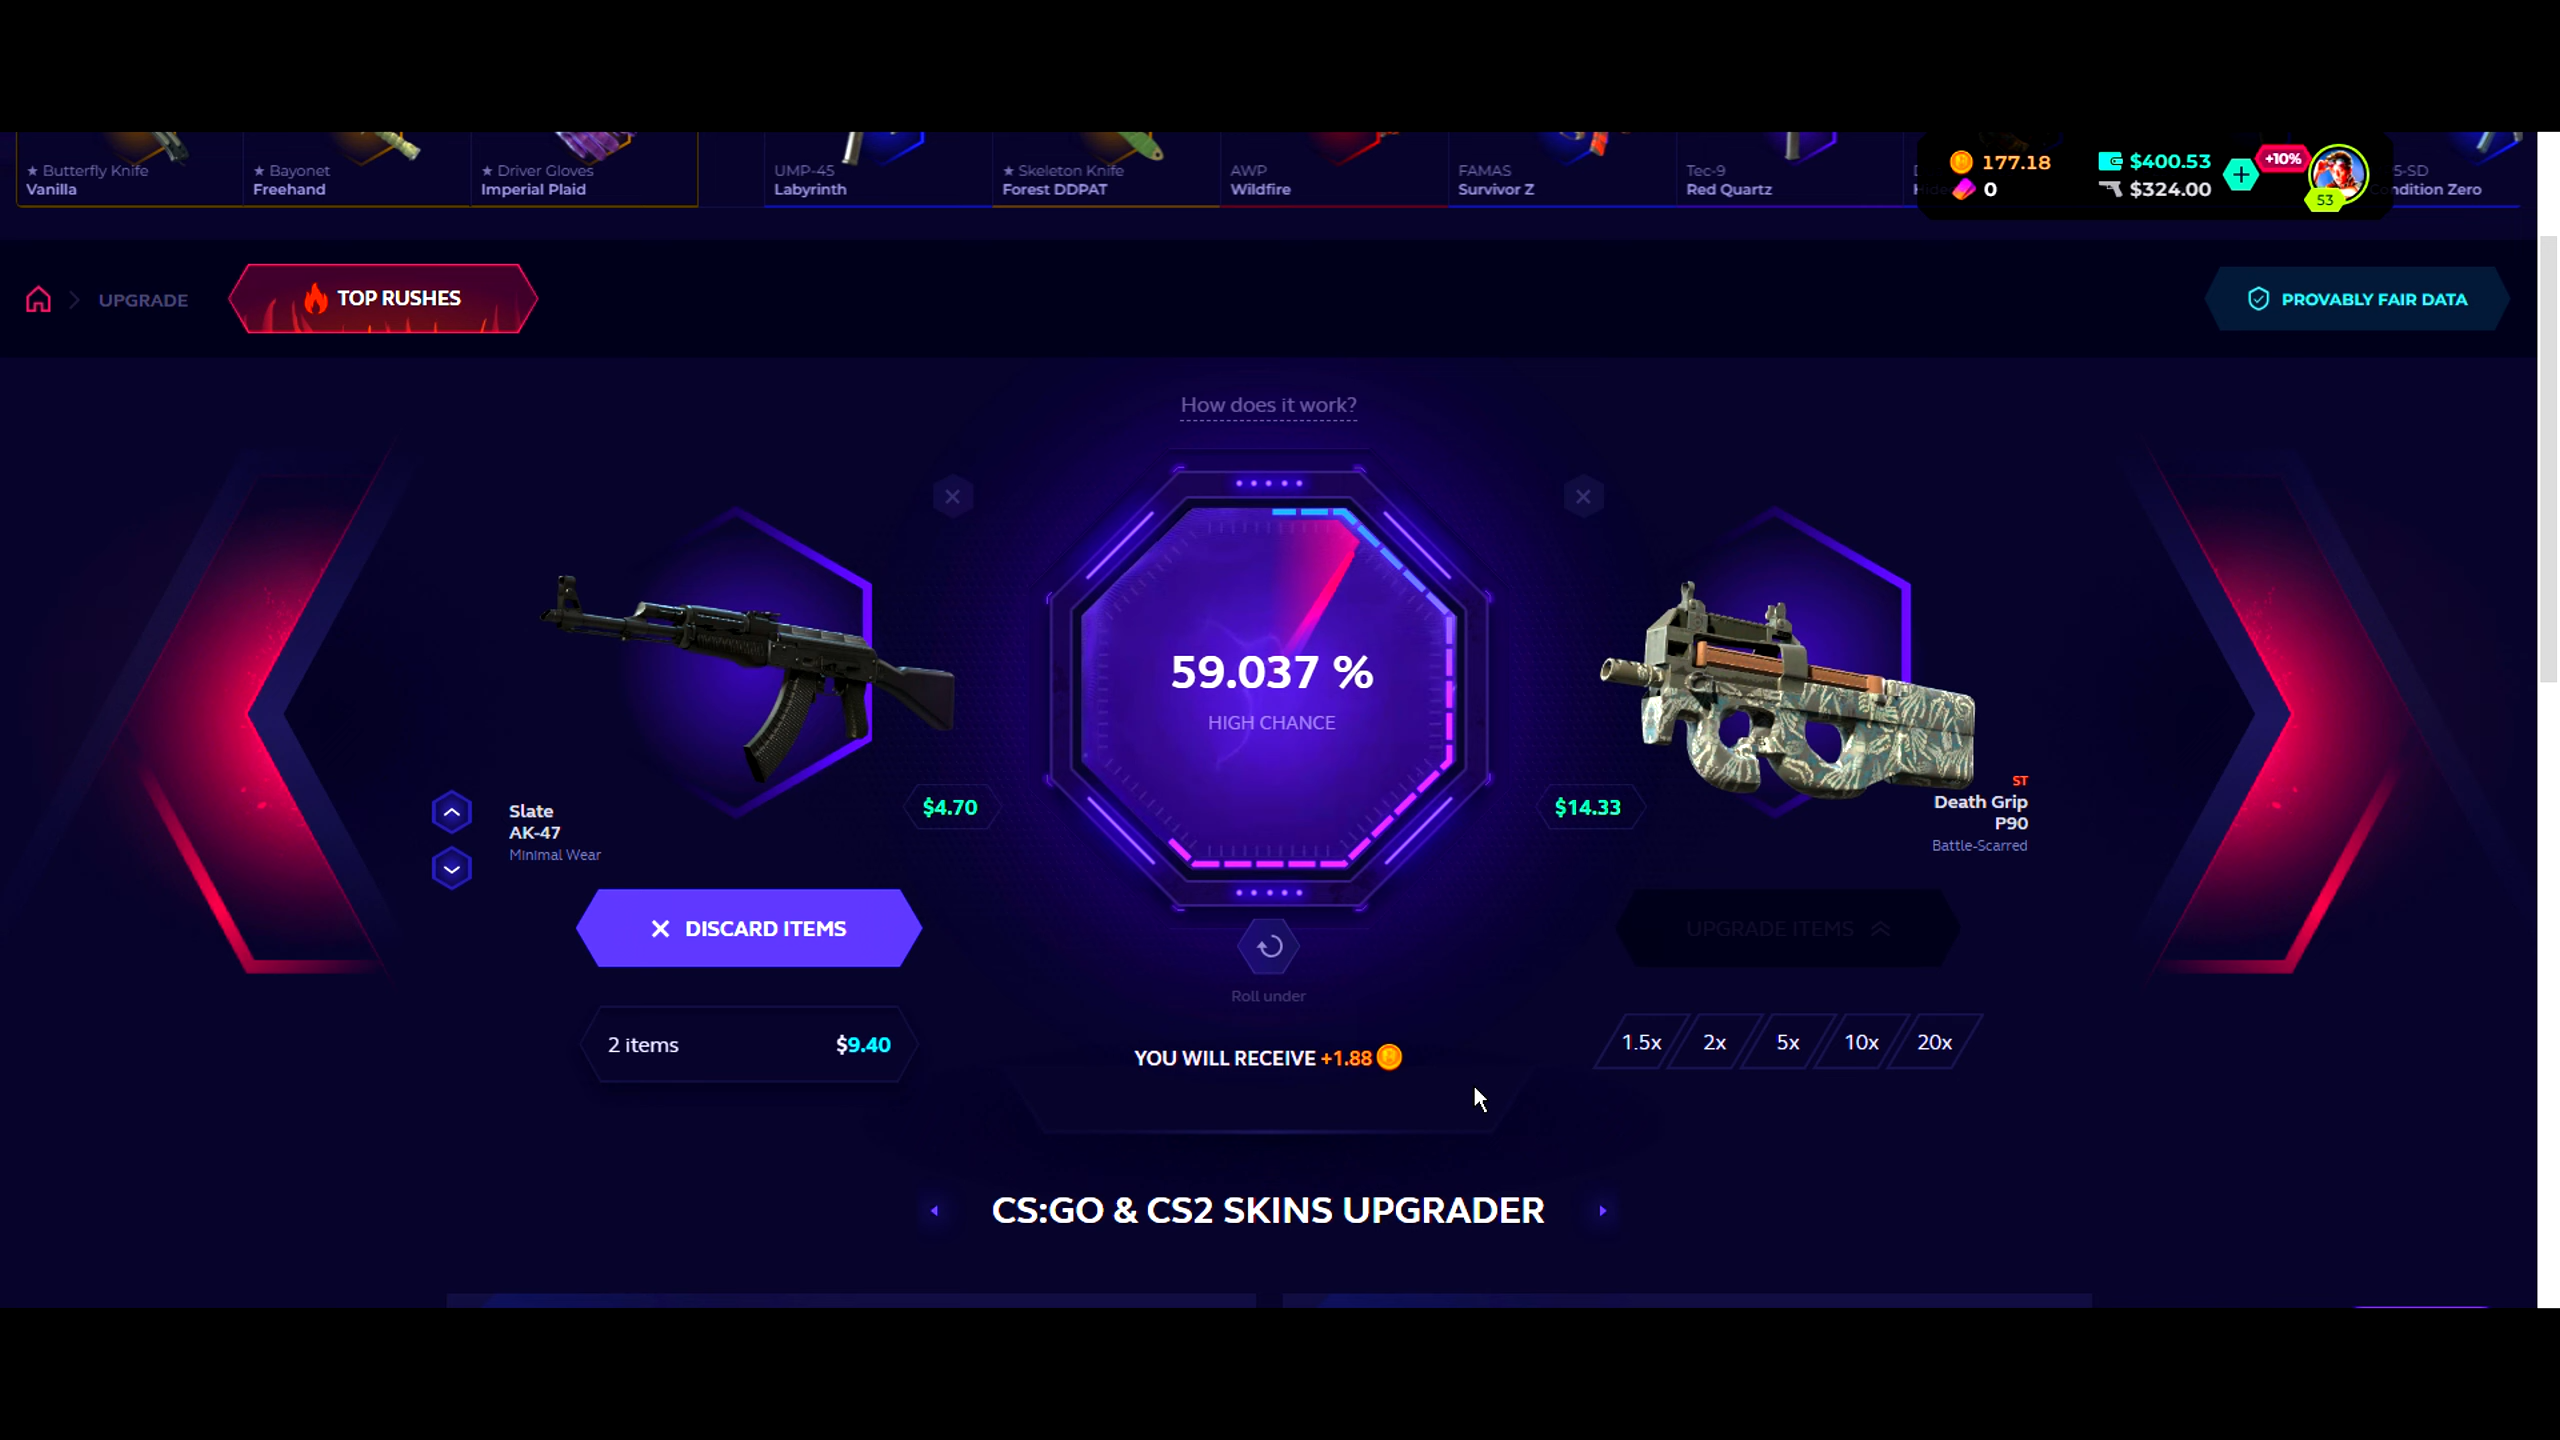 ★ Butterfly Knife
Vanilla
★ Bayonet
Freehand
★ Driver Gloves
Imperial Plaid
UMP-45
Labyrinth
★ Skeleton Knife
Forest DDPAT
AWP
Wildfire
FAMAS
Survivor Z
Tec-9
Red Quartz
177.18
0
$400.53
$324.00
+10%
53
5-SD
ndition Zero
UPGRADE
TOP RUSHES
PROVABLY FAIR DATA
How does it work?
59.037 %
HIGH CHANCE
$4.70
Slate
AK-47
Minimal Wear
$14.33
ST
Death Grip
P90
Battle-Scarred
DISCARD ITEMS
UPGRADE ITEMS
Roll under
2 items
$9.40
YOU WILL RECEIVE +1.88
1.5x
2x
5x
10x
20x
CS:GO & CS2 SKINS UPGRADER